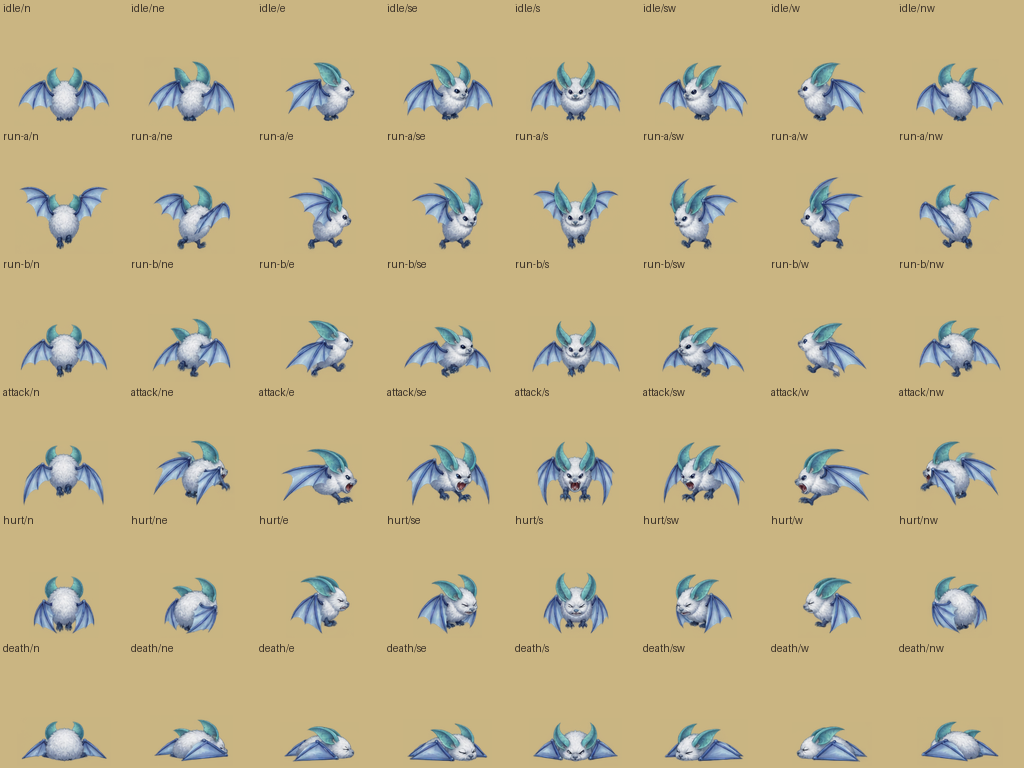 idle/n idle/ne idle/e idle/se idle/s idle/sw idle/w idle/nw
run-a/n run-a/ne run-a/e run-a/se run-a/s run-a/sw run-a/w run-a/nw
run-b/n run-b/ne run-b/e run-b/se run-b/s run-b/sw run-b/w run-b/nw
attack/n attack/ne attack/e attack/se attack/s attack/sw attack/w attack/nw
hurt/n hurt/ne hurt/e hurt/se hurt/s hurt/sw hurt/w hurt/nw
death/n death/ne death/e death/se death/s death/sw death/w death/nw